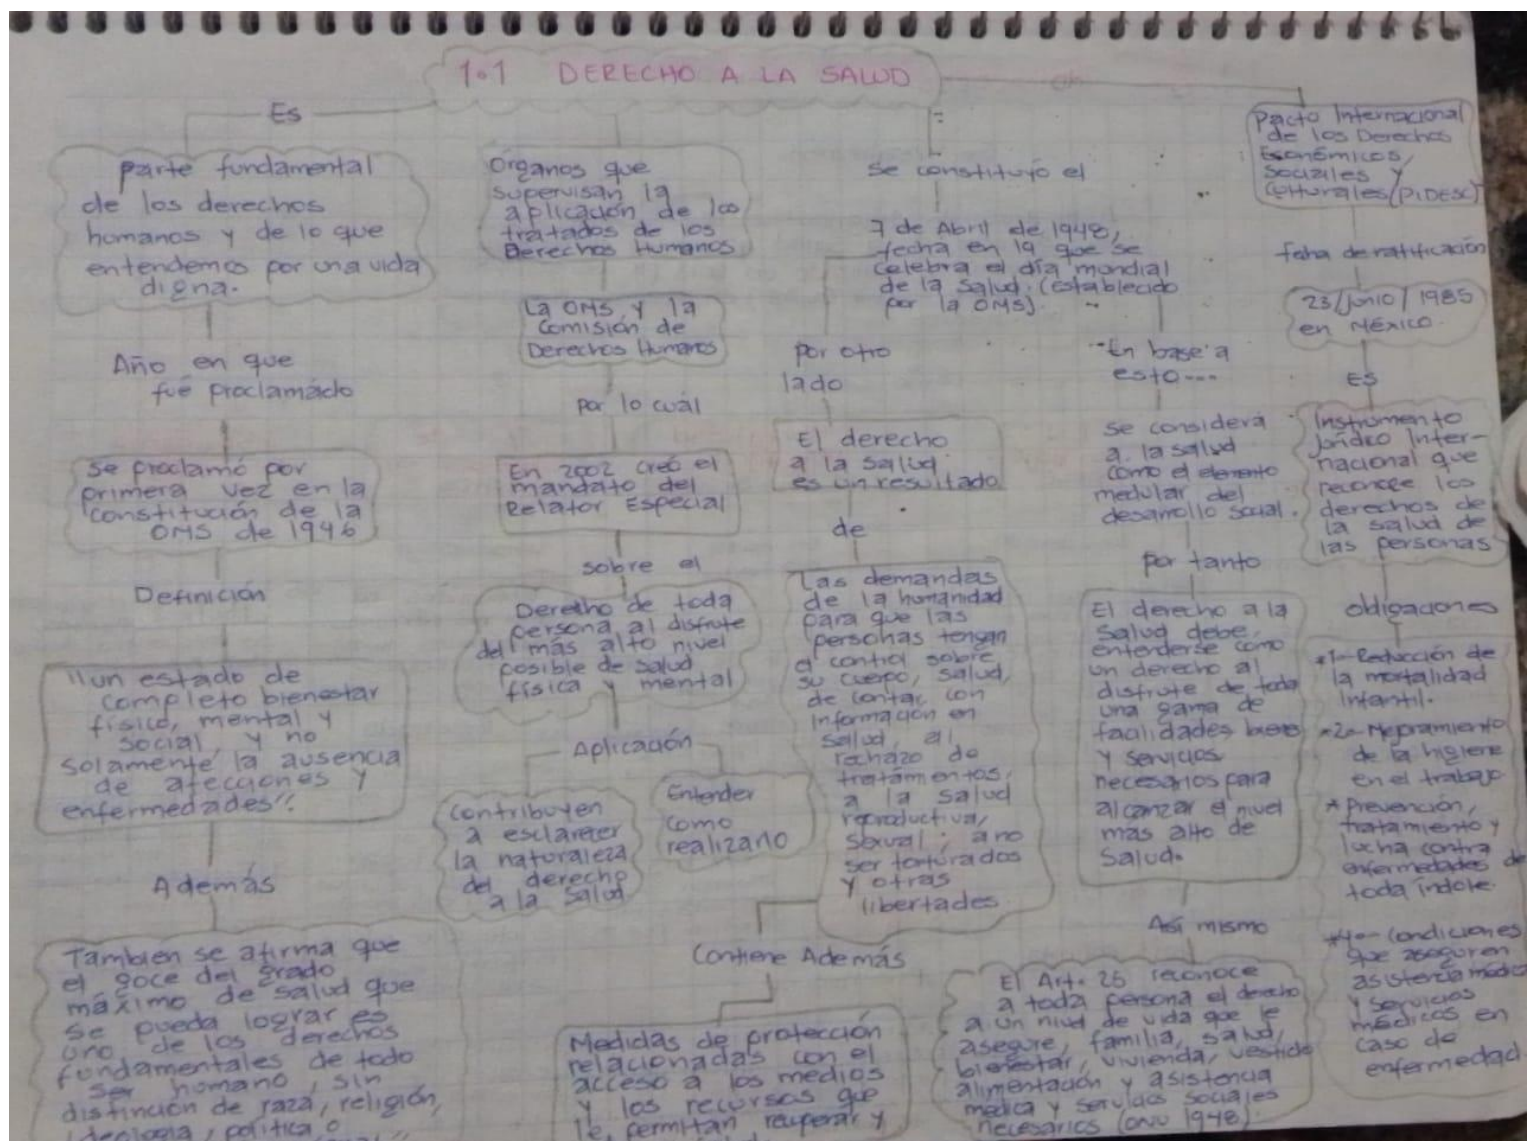 1.1 DERECHO A LA SALUD
Es
parte fundamental
de los derechos
humanos y de lo que
entendemos por una vida
digna.
Año en que
fué proclamádo
Se proclamó por
primera vez en la
constitución de la
OMS de 1946
Definición
"un estado de
completo bienestar
físico, mental y
social, y no
solamente la ausencia
de afecciones y
enfermedades".
Además
También se afirma que
el goce del grado
máximo de salud que
se pueda lograr es
uno de los derechos
fundamentales de todo
ser humano, sin
distinción de raza, religión,
ideología, política o
Organos que
supervisan la
aplicación de los
tratados de los
Derechos Humanos
La OMS y la
Comisión de
Derechos Humanos
por lo cuál
En 2002 creó el
mandato del
Relator Especial
sobre el
Derecho de toda
persona al disfrute
del más alto nivel
posible de salud
física y mental
Aplicación
Contribuyen
a esclarecer
la naturaleza
del derecho
a la salud
Entender
como
realizarlo
se constituyó el
7 de Abril de 1948,
fecha en la que se
celebra el día mondial
de la salud. (establecido
por la OMS).
por otro
lado
El derecho
a la salud
es un resultado
de
Las demandas
de la humanidad
para que las
personas tengan
el control sobre
su cuerpo, salud,
de contar con
información en
salud, al
rechazo de
tratamientos,
a la salud
reproductiva,
sexual; a no
ser torturados
y otras
libertades
Contiene Además
Medidas de protección
relacionadas con el
acceso a los medios
y los recursos que
le permitan recuperar y
En base a
esto...
se considera
a la salud
como el elemento
medular del
desarrollo social.
por tanto
El derecho a la
Salud debe
entenderse como
un derecho al
disfrute de toda
una gama de
facilidades bienes
y servicios
necesarios para
alcanzar el nivel
más alto de
Salud.
Así mismo
El Art. 25 reconoce
a toda persona el derecho
a un nivel de vida que le
asegure, familia, salud,
bienestar, vivienda, vestido
alimentación y asistencia
medica y servicios sociales
necesarios (ONU 1948).
Pacto Internacional
de los Derechos
Económicos,
Sociales y
Culturales (PIDESC)
fecha de ratificación
23/junio/1985
en México.
Es
Instrumento
Jurídico Inter-
nacional que
reconoce los
derechos de
la salud de
las personas
obligaciones
*1-Reducción de
la mortalidad
Infantil.
*2- Mejoramiento
de la higiene
en el trabajo
* Prevención,
tratamiento y
lucha contra
enfermedades de
toda índole.
*4- Condiciones
que aseguren
asistencia médica
y servicios
médicos en
caso de
enfermedad.